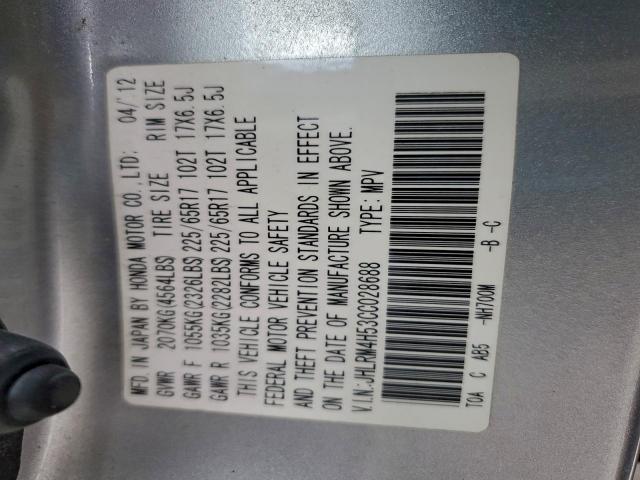 MFD. IN JAPAN BY HONDA MOTOR CO., LTD: 04/'12
GVWR 2070KG(4564LBS) TIRE SIZE RIM SIZE
GAWR F 1055KG(2326LBS) 225/65R17 102T 17X6.5J
GAWR R 1035KG(2282LBS) 225/65R17 102T 17X6.5J
THIS VEHICLE CONFORMS TO ALL APPLICABLE
FEDERAL MOTOR VEHICLE SAFETY
AND THEFT PREVENTION STANDARDS IN EFFECT
ON THE DATE OF MANUFACTURE SHOWN ABOVE.
V.I.N.:JHLRM4H53CC028688 TYPE: MPV
TOA C AB5 -NH700M -B -C